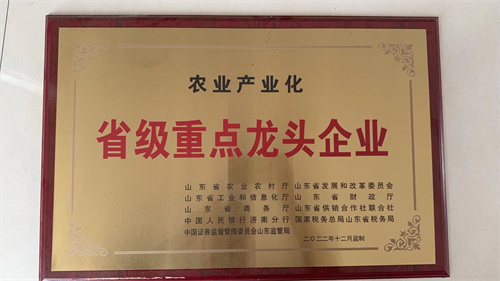 农业产业化
省级重点龙头企业
山东省农业农村厅 山东省发展和改革委员会
山东省工业和信息化厅 山东省财政厅
山东省商务厅 山东省供销合作社联合社
中国人民银行济南分行 国家税务总局山东省税务局
中国证券监督管理委员会山东监管局
二〇二二年十二月监制